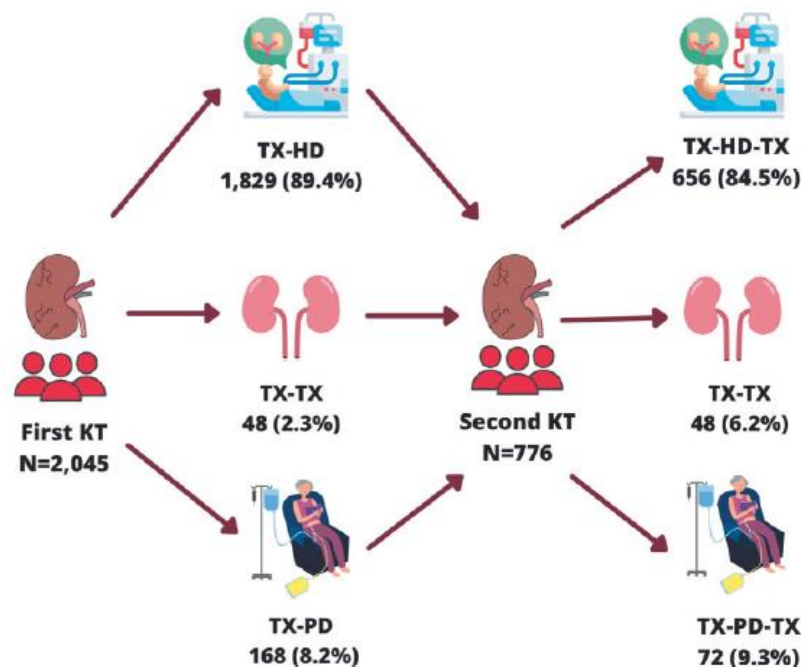 TX-HD
1,829 (89.4%)
TX-HD-TX
656 (84.5%)
First KT
N=2,045
TX-TX
48 (2.3%)
Second KT
N=776
TX-TX
48 (6.2%)
TX-PD
168 (8.2%)
TX-PD-TX
72 (9.3%)